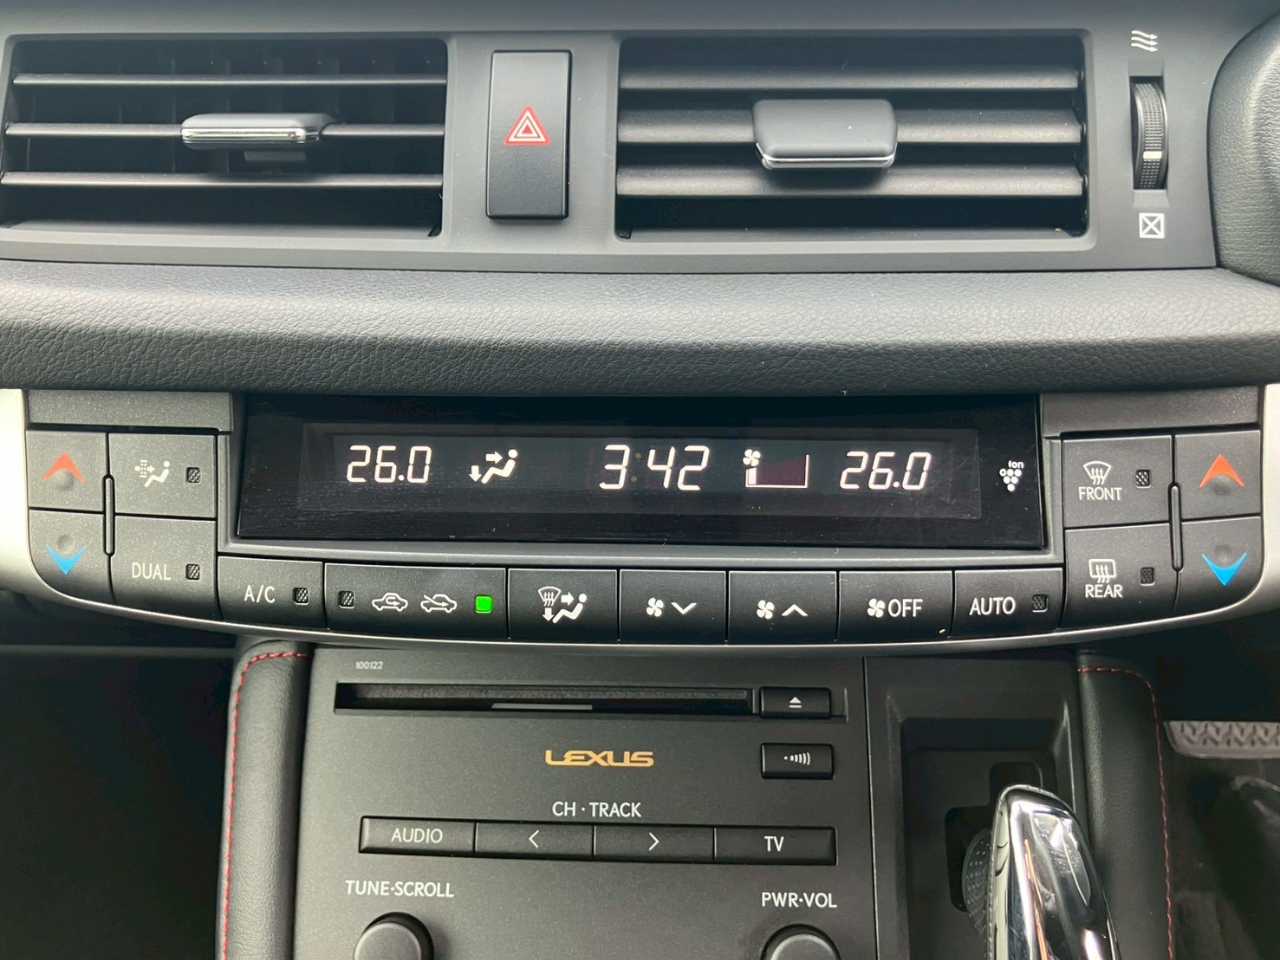 26.0 3:42 26.0
ion
FRONT
DUAL
REAR
A/C
OFF
AUTO
100122
LEXUS
CH · TRACK
AUDIO
TV
TUNE·SCROLL
PWR·VOL